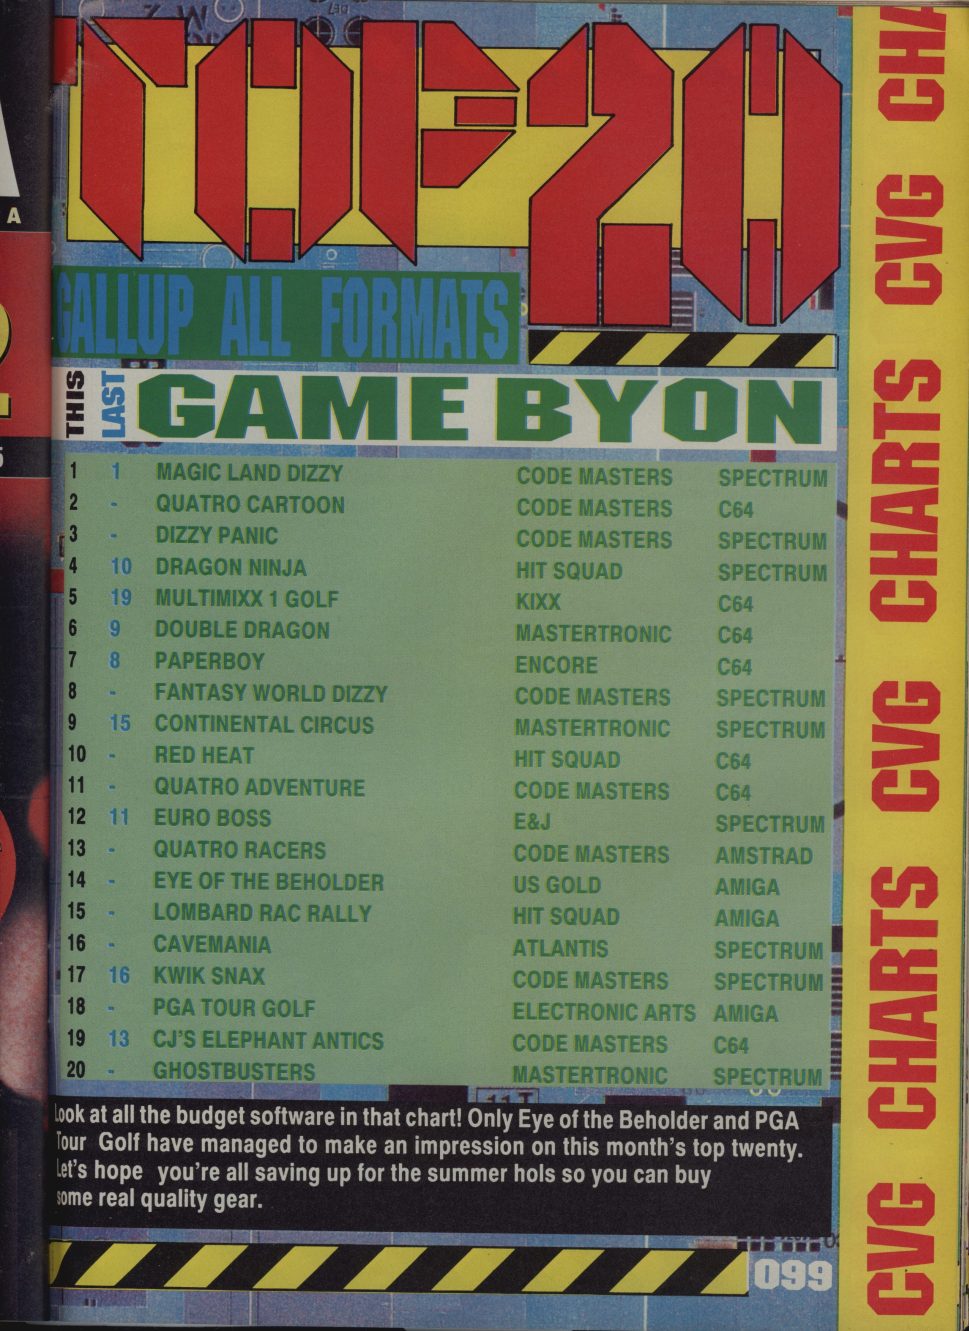 TOP 20
GALLUP ALL FORMATS
THIS LAST GAME BY ON
1 1 MAGIC LAND DIZZY CODE MASTERS SPECTRUM
2 - QUATRO CARTOON CODE MASTERS C64
3 - DIZZY PANIC CODE MASTERS SPECTRUM
4 10 DRAGON NINJA HIT SQUAD SPECTRUM
5 19 MULTIMIXX 1 GOLF KIXX C64
6 9 DOUBLE DRAGON MASTERTRONIC C64
7 8 PAPERBOY ENCORE C64
8 - FANTASY WORLD DIZZY CODE MASTERS SPECTRUM
9 15 CONTINENTAL CIRCUS MASTERTRONIC SPECTRUM
10 - RED HEAT HIT SQUAD C64
11 - QUATRO ADVENTURE CODE MASTERS C64
12 11 EURO BOSS E&J SPECTRUM
13 - QUATRO RACERS CODE MASTERS AMSTRAD
14 - EYE OF THE BEHOLDER US GOLD AMIGA
15 - LOMBARD RAC RALLY HIT SQUAD AMIGA
16 - CAVEMANIA ATLANTIS SPECTRUM
17 16 KWIK SNAX CODE MASTERS SPECTRUM
18 - PGA TOUR GOLF ELECTRONIC ARTS AMIGA
19 13 CJ'S ELEPHANT ANTICS CODE MASTERS C64
20 - GHOSTBUSTERS MASTERTRONIC SPECTRUM
Look at all the budget software in that chart! Only Eye of the Beholder and PGA
Tour Golf have managed to make an impression on this month's top twenty.
Let's hope you're all saving up for the summer hols so you can buy
some real quality gear.
099
CVG CHARTS CVG CHARTS CVG CHA